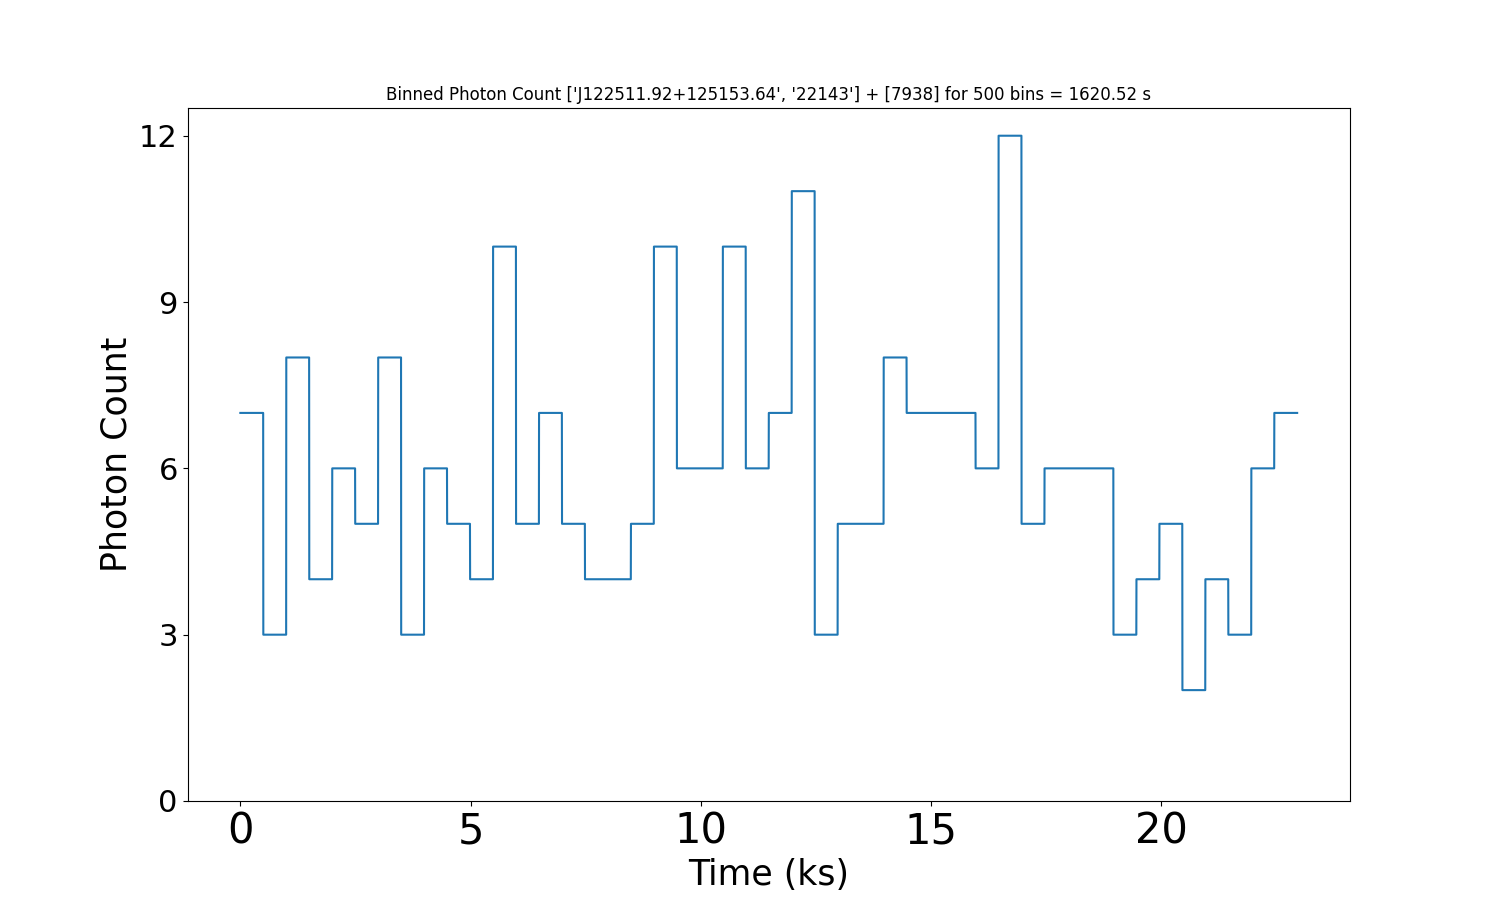 Binned Photon Count ['J122511.92+125153.64', '22143'] + [7938] for 500 bins = 1620.52 s
12
9
6
3
0
Photon Count
0 5 10 15 20
Time (ks)